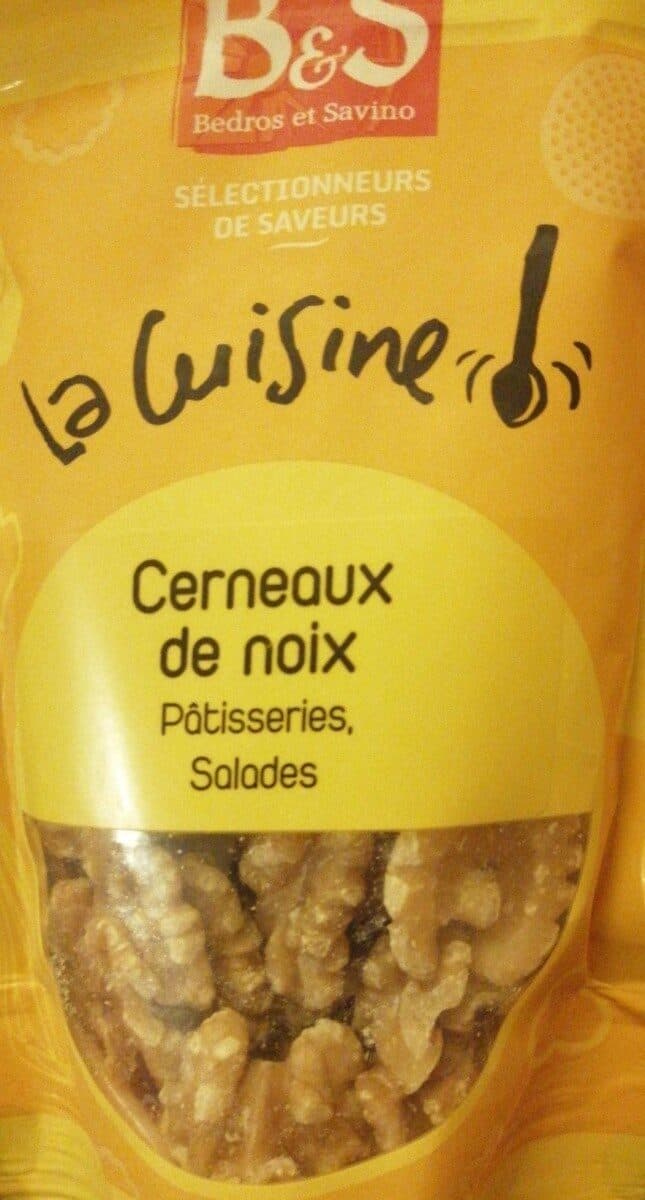 B&S
Bedros et Savino
SÉLECTIONNEURS
DE SAVEURS
La Cuisine
Cerneaux
de noix
Pâtisseries,
Salades